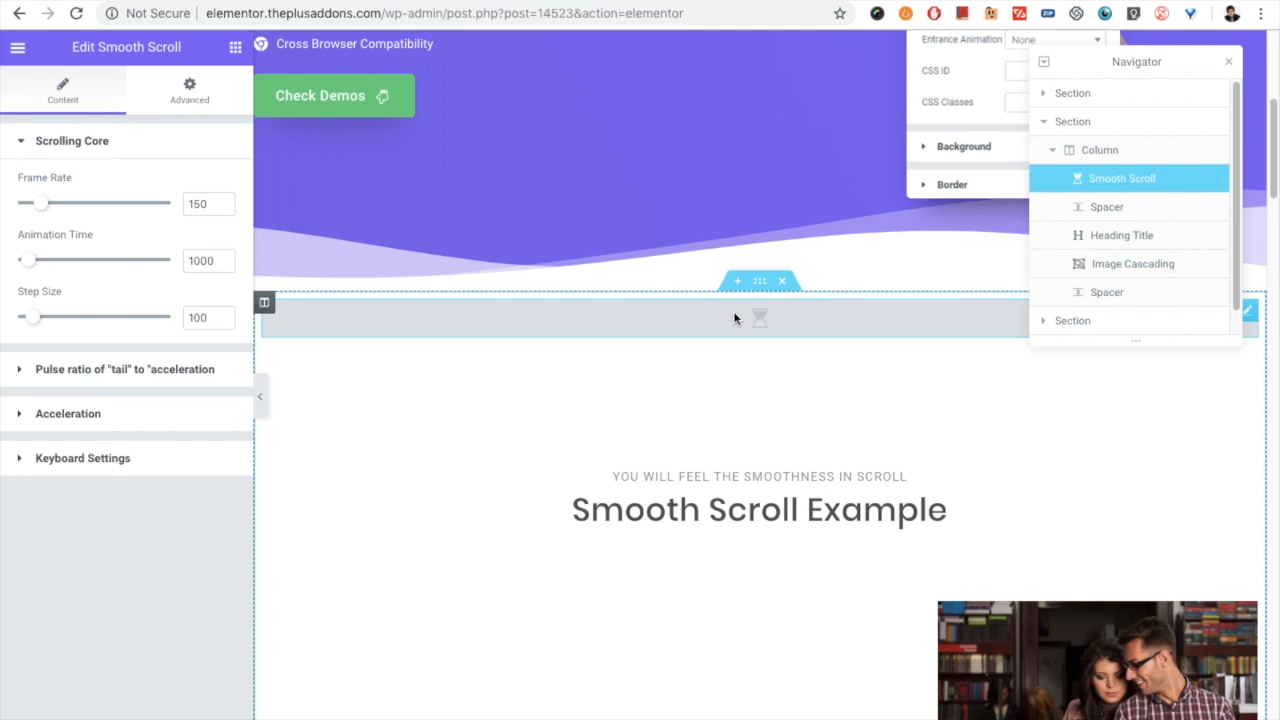 Not Secure
elementor.theplusaddons.com/wp-admin/post.php?post=14523&action=elementor
ZIP
Edit Smooth Scroll
Content
Advanced
Scrolling Core
Frame Rate
150
Animation Time
1000
Step Size
100
Pulse ratio of "tail" to "acceleration
Acceleration
Keyboard Settings
Cross Browser Compatibility
Check Demos
Entrance Animation
None
CSS ID
CSS Classes
Background
Border
Navigator
Section
Section
Column
Smooth Scroll
Spacer
Heading Title
Image Cascading
Spacer
Section
YOU WILL FEEL THE SMOOTHNESS IN SCROLL
Smooth Scroll Example